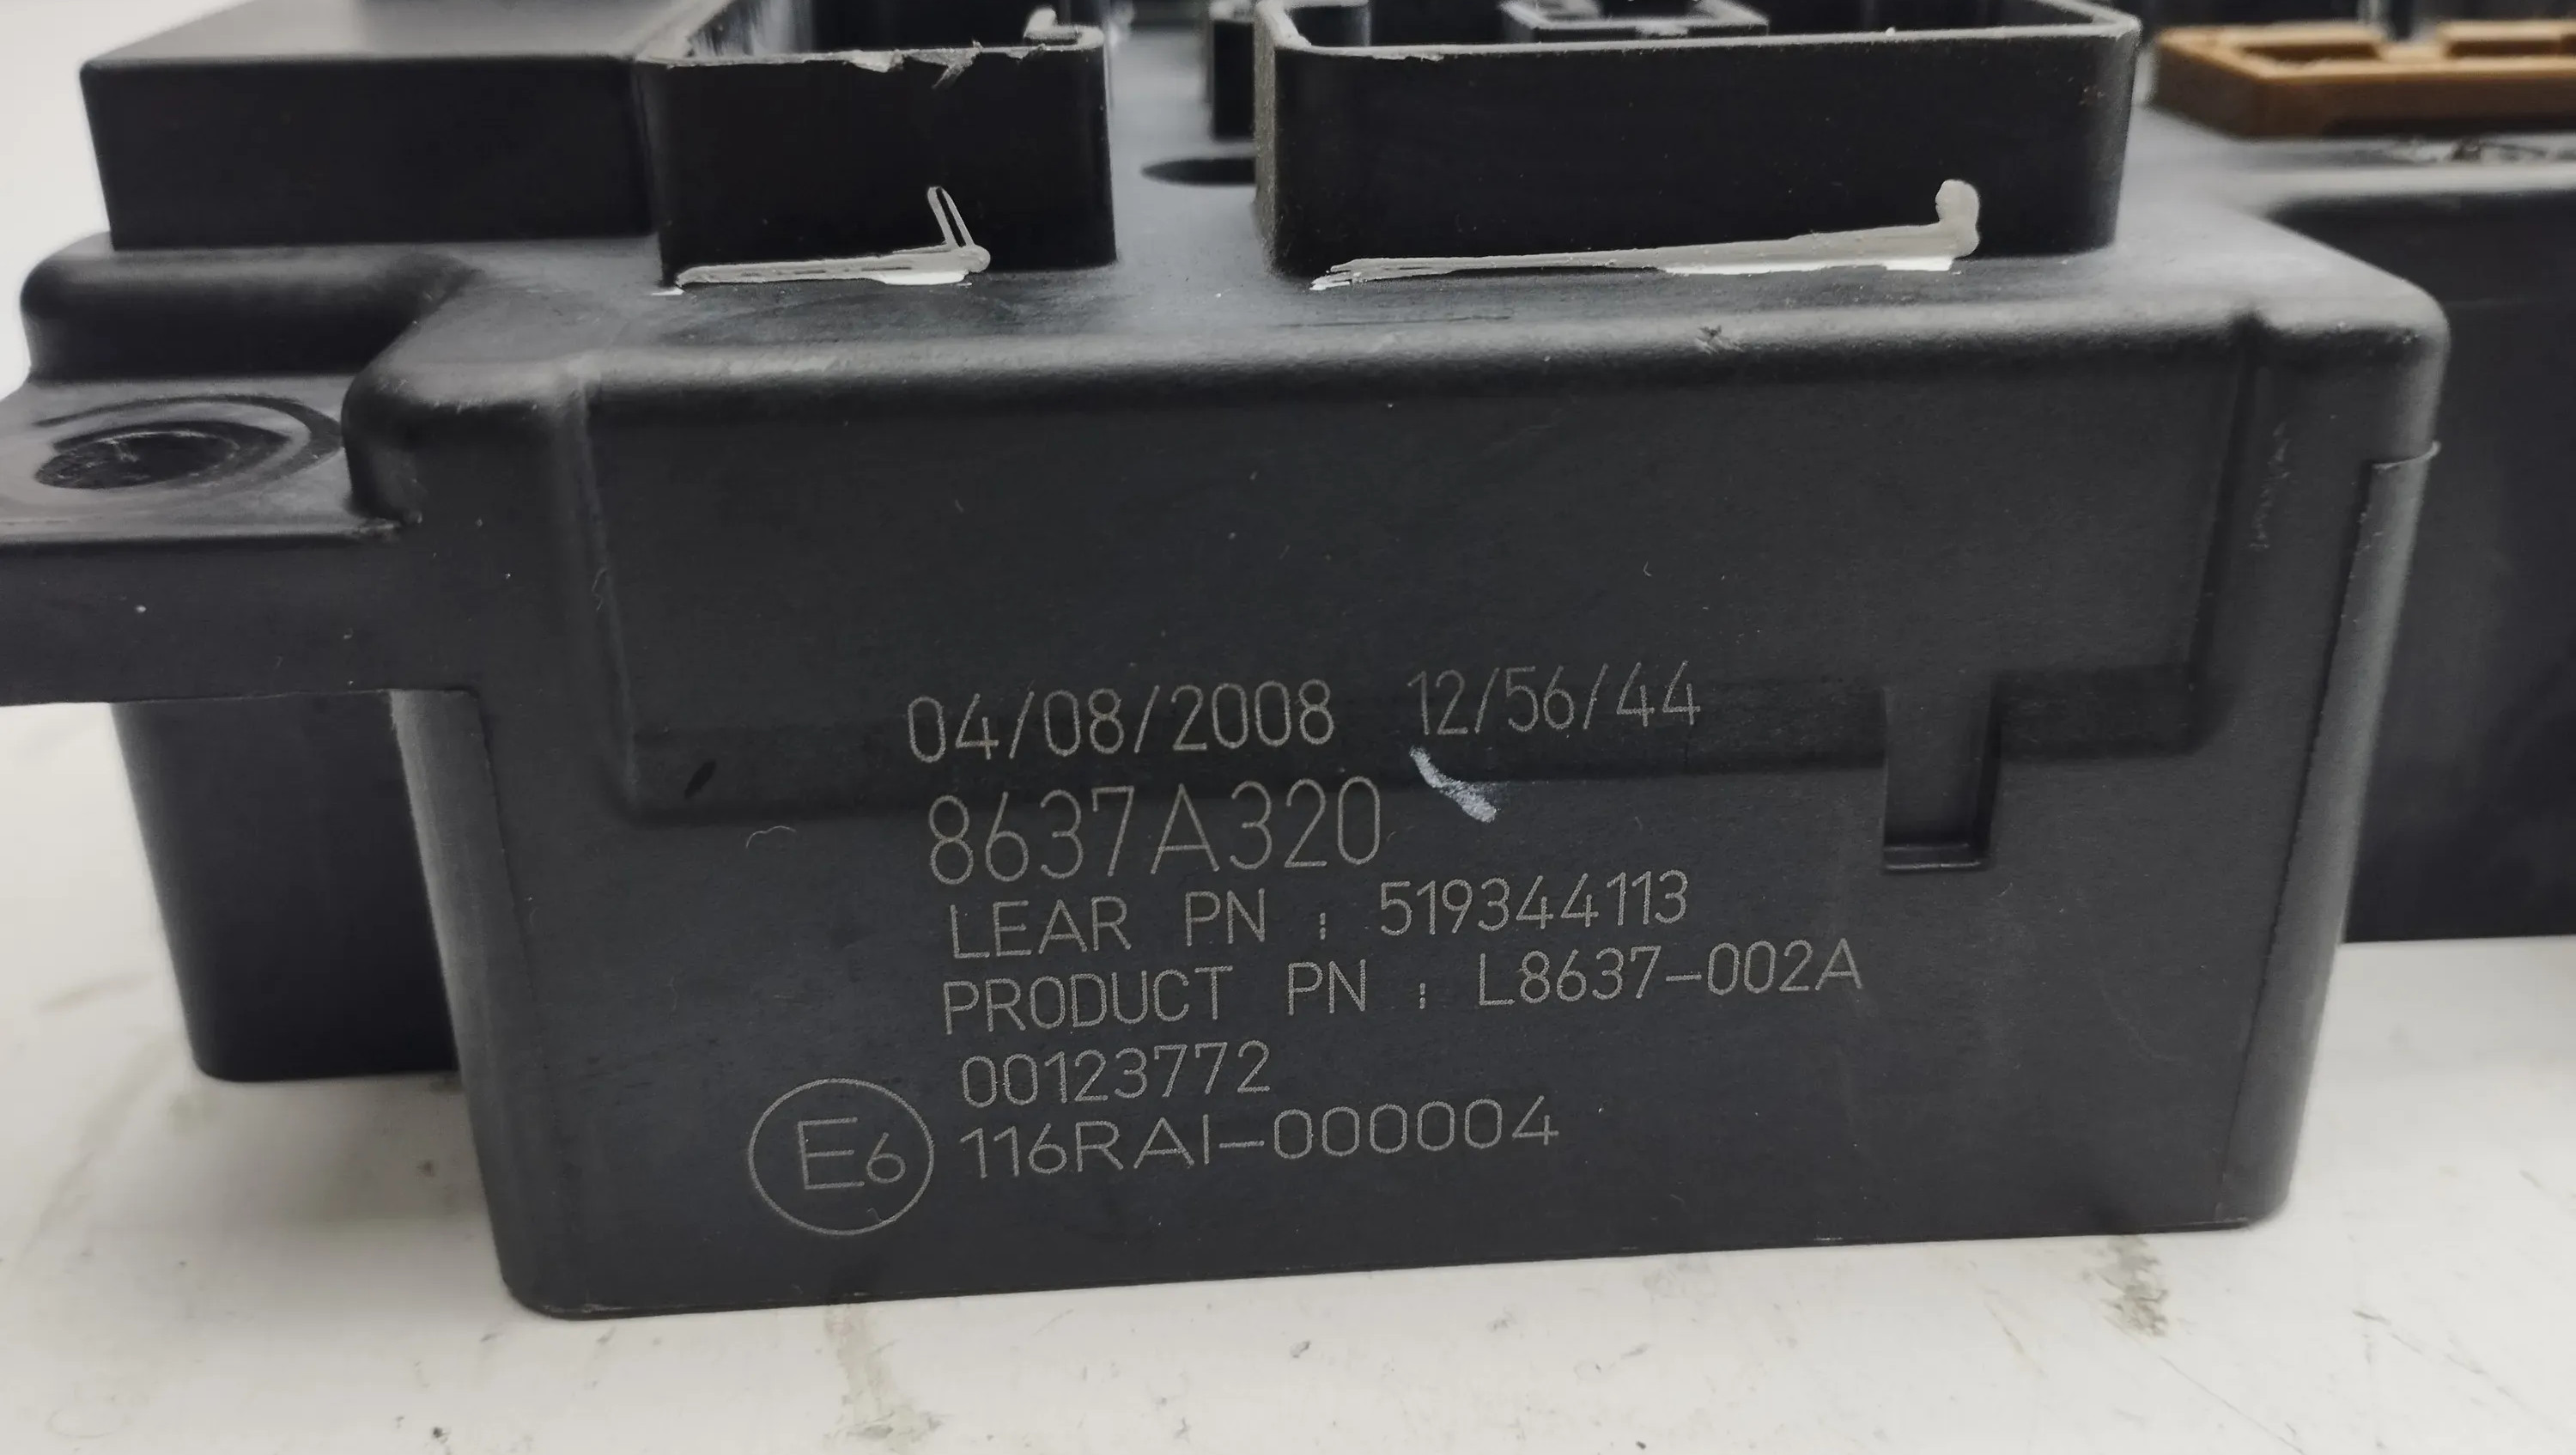 04/08/2008 12/56/44
8637A320
LEAR PN : 519344113
PRODUCT PN : L8637-002A
00123772
E6 116RAI-000004